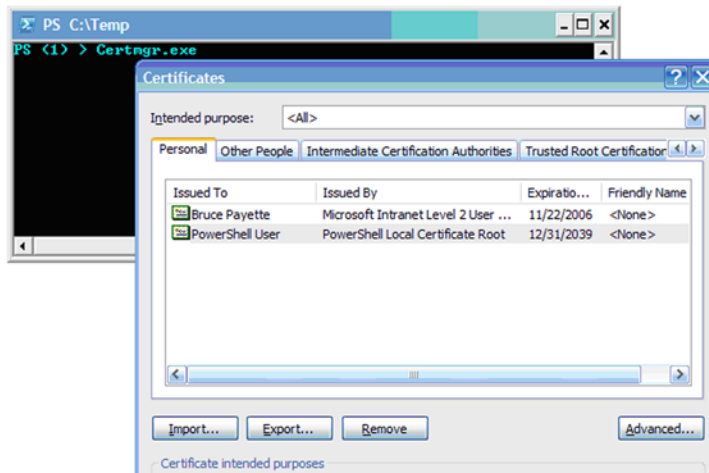 PS C:\Temp
PS (1) > Certmgr.exe
Certificates
Intended purpose: <All>
Personal Other People Intermediate Certification Authorities Trusted Root Certification
Issued To Issued By Expiratio... Friendly Name
Bruce Payette Microsoft Intranet Level 2 User ... 11/22/2006 <None>
PowerShell User PowerShell Local Certificate Root 12/31/2039 <None>
Import... Export... Remove Advanced...
Certificate intended purposes